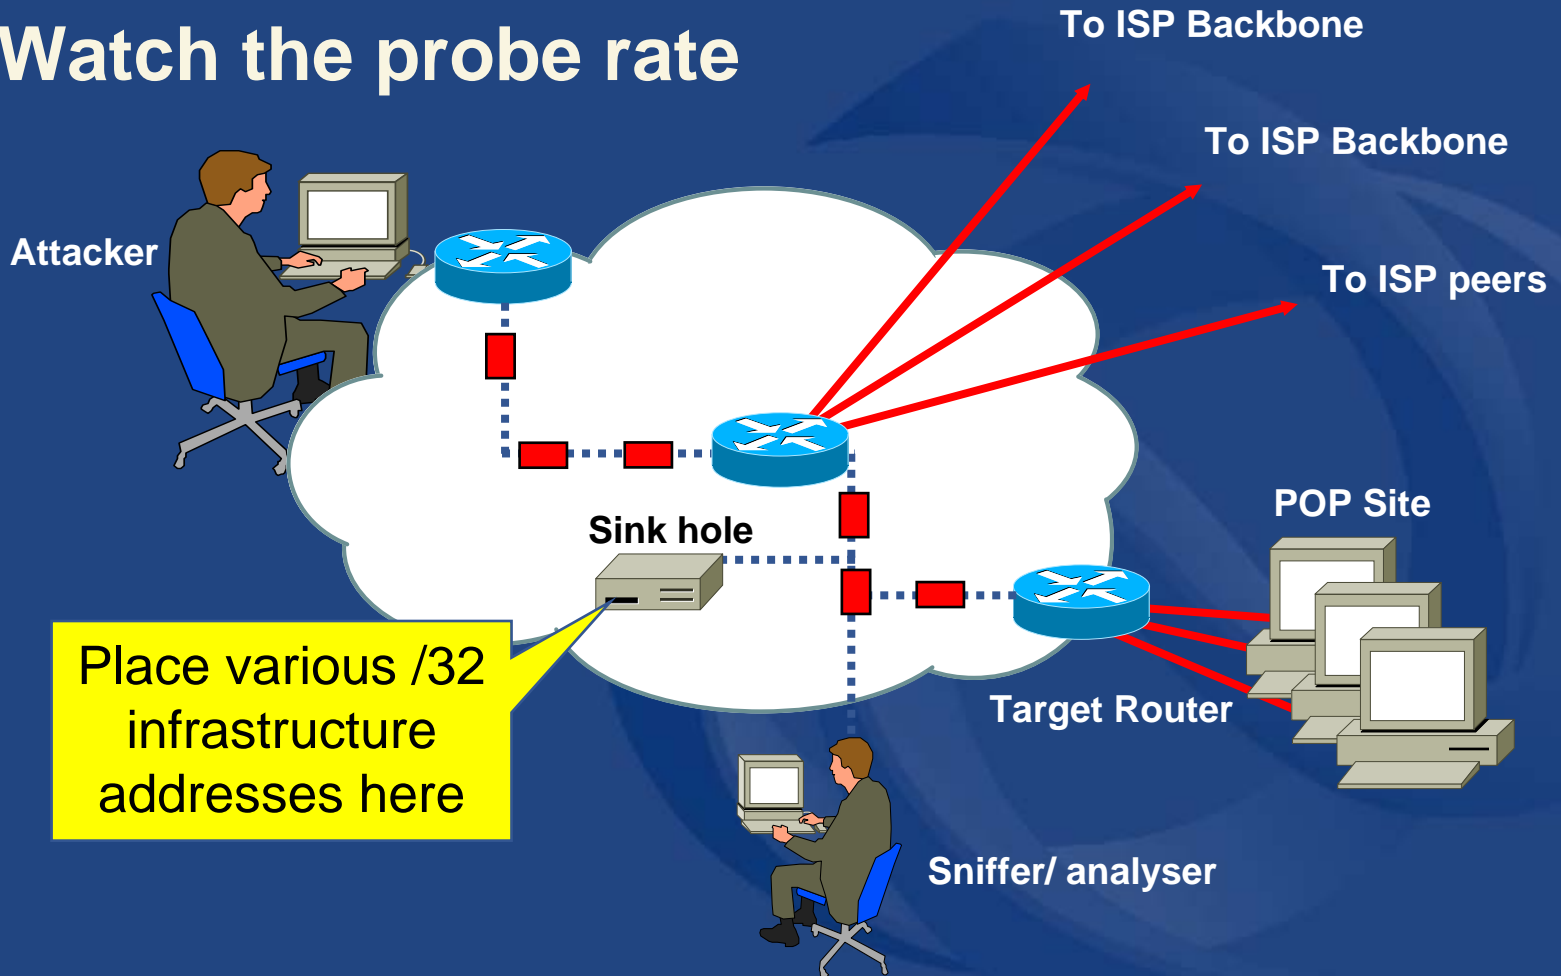 Watch the probe rate
To ISP Backbone
To ISP Backbone
To ISP peers
Attacker
Sink hole
POP Site
Place various /32
infrastructure
addresses here
Target Router
Sniffer/ analyser